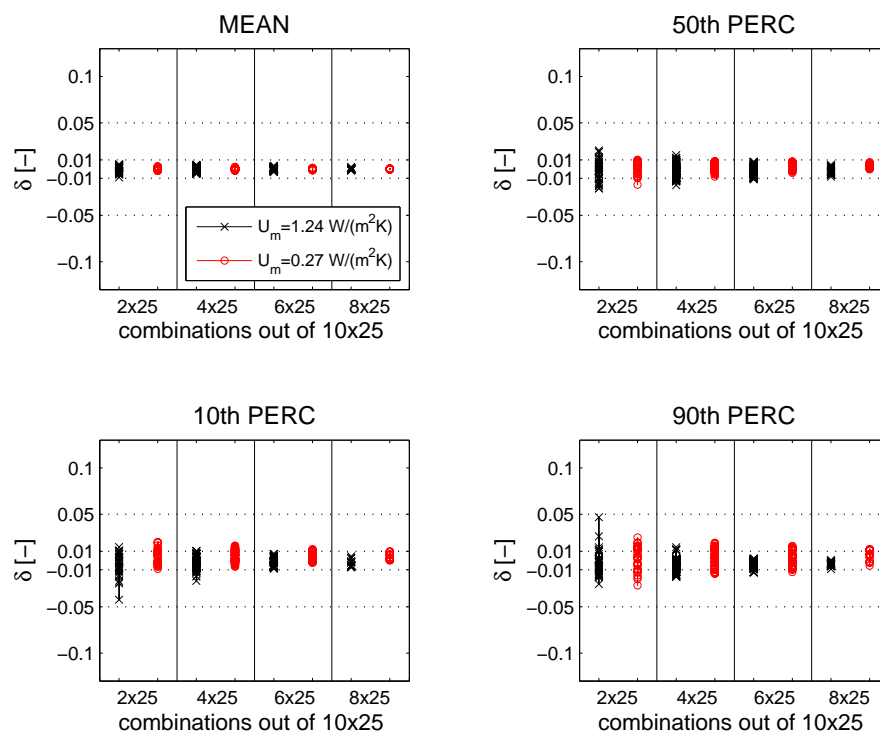 MEAN
δ [−]
0.1
0.05
0.01
−0.01
−0.05
−0.1
U_m=1.24 W/(m²K)
U_m=0.27 W/(m²K)
2x25 4x25 6x25 8x25
combinations out of 10x25
50th PERC
δ [−]
0.1
0.05
0.01
−0.01
−0.05
−0.1
2x25 4x25 6x25 8x25
combinations out of 10x25
10th PERC
δ [−]
0.1
0.05
0.01
−0.01
−0.05
−0.1
2x25 4x25 6x25 8x25
combinations out of 10x25
90th PERC
δ [−]
0.1
0.05
0.01
−0.01
−0.05
−0.1
2x25 4x25 6x25 8x25
combinations out of 10x25